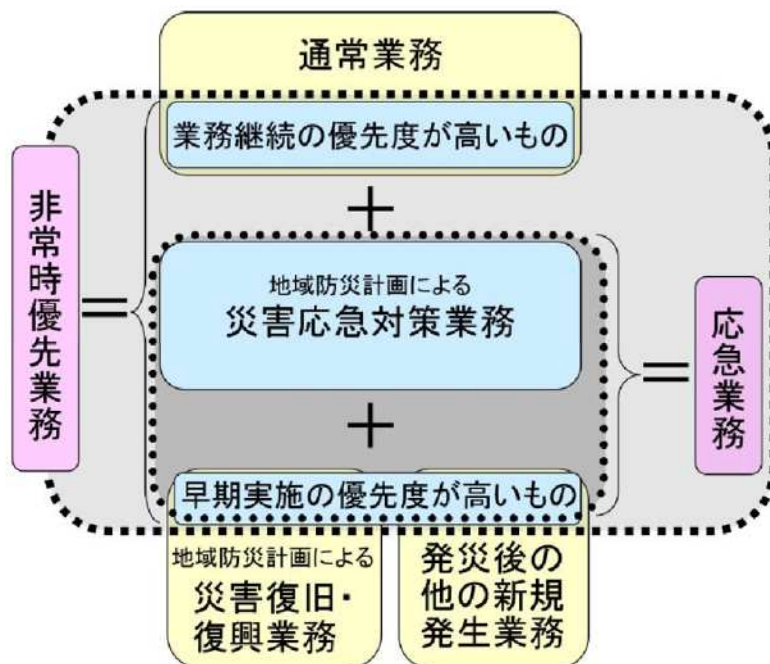 通常業務
業務継続の優先度が高いもの
+
非常時優先業務
=
地域防災計画による
災害応急対策業務
=
応急業務
+
早期実施の優先度が高いもの
地域防災計画による
災害復旧・
復興業務
発災後の
他の新規
発生業務